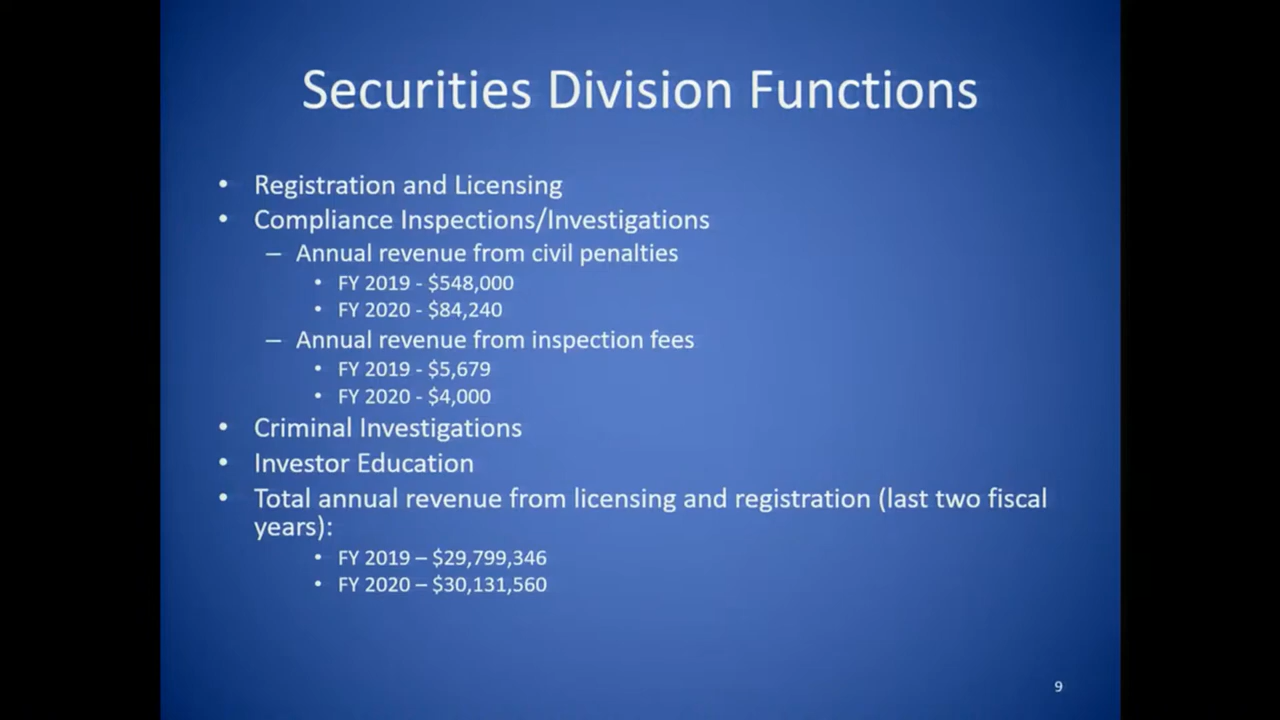 Securities Division Functions
• Registration and Licensing
• Compliance Inspections/Investigations
– Annual revenue from civil penalties
• FY 2019 - $548,000
• FY 2020 - $84,240
– Annual revenue from inspection fees
• FY 2019 - $5,679
• FY 2020 - $4,000
• Criminal Investigations
• Investor Education
• Total annual revenue from licensing and registration (last two fiscal
years):
• FY 2019 – $29,799,346
• FY 2020 – $30,131,560
9